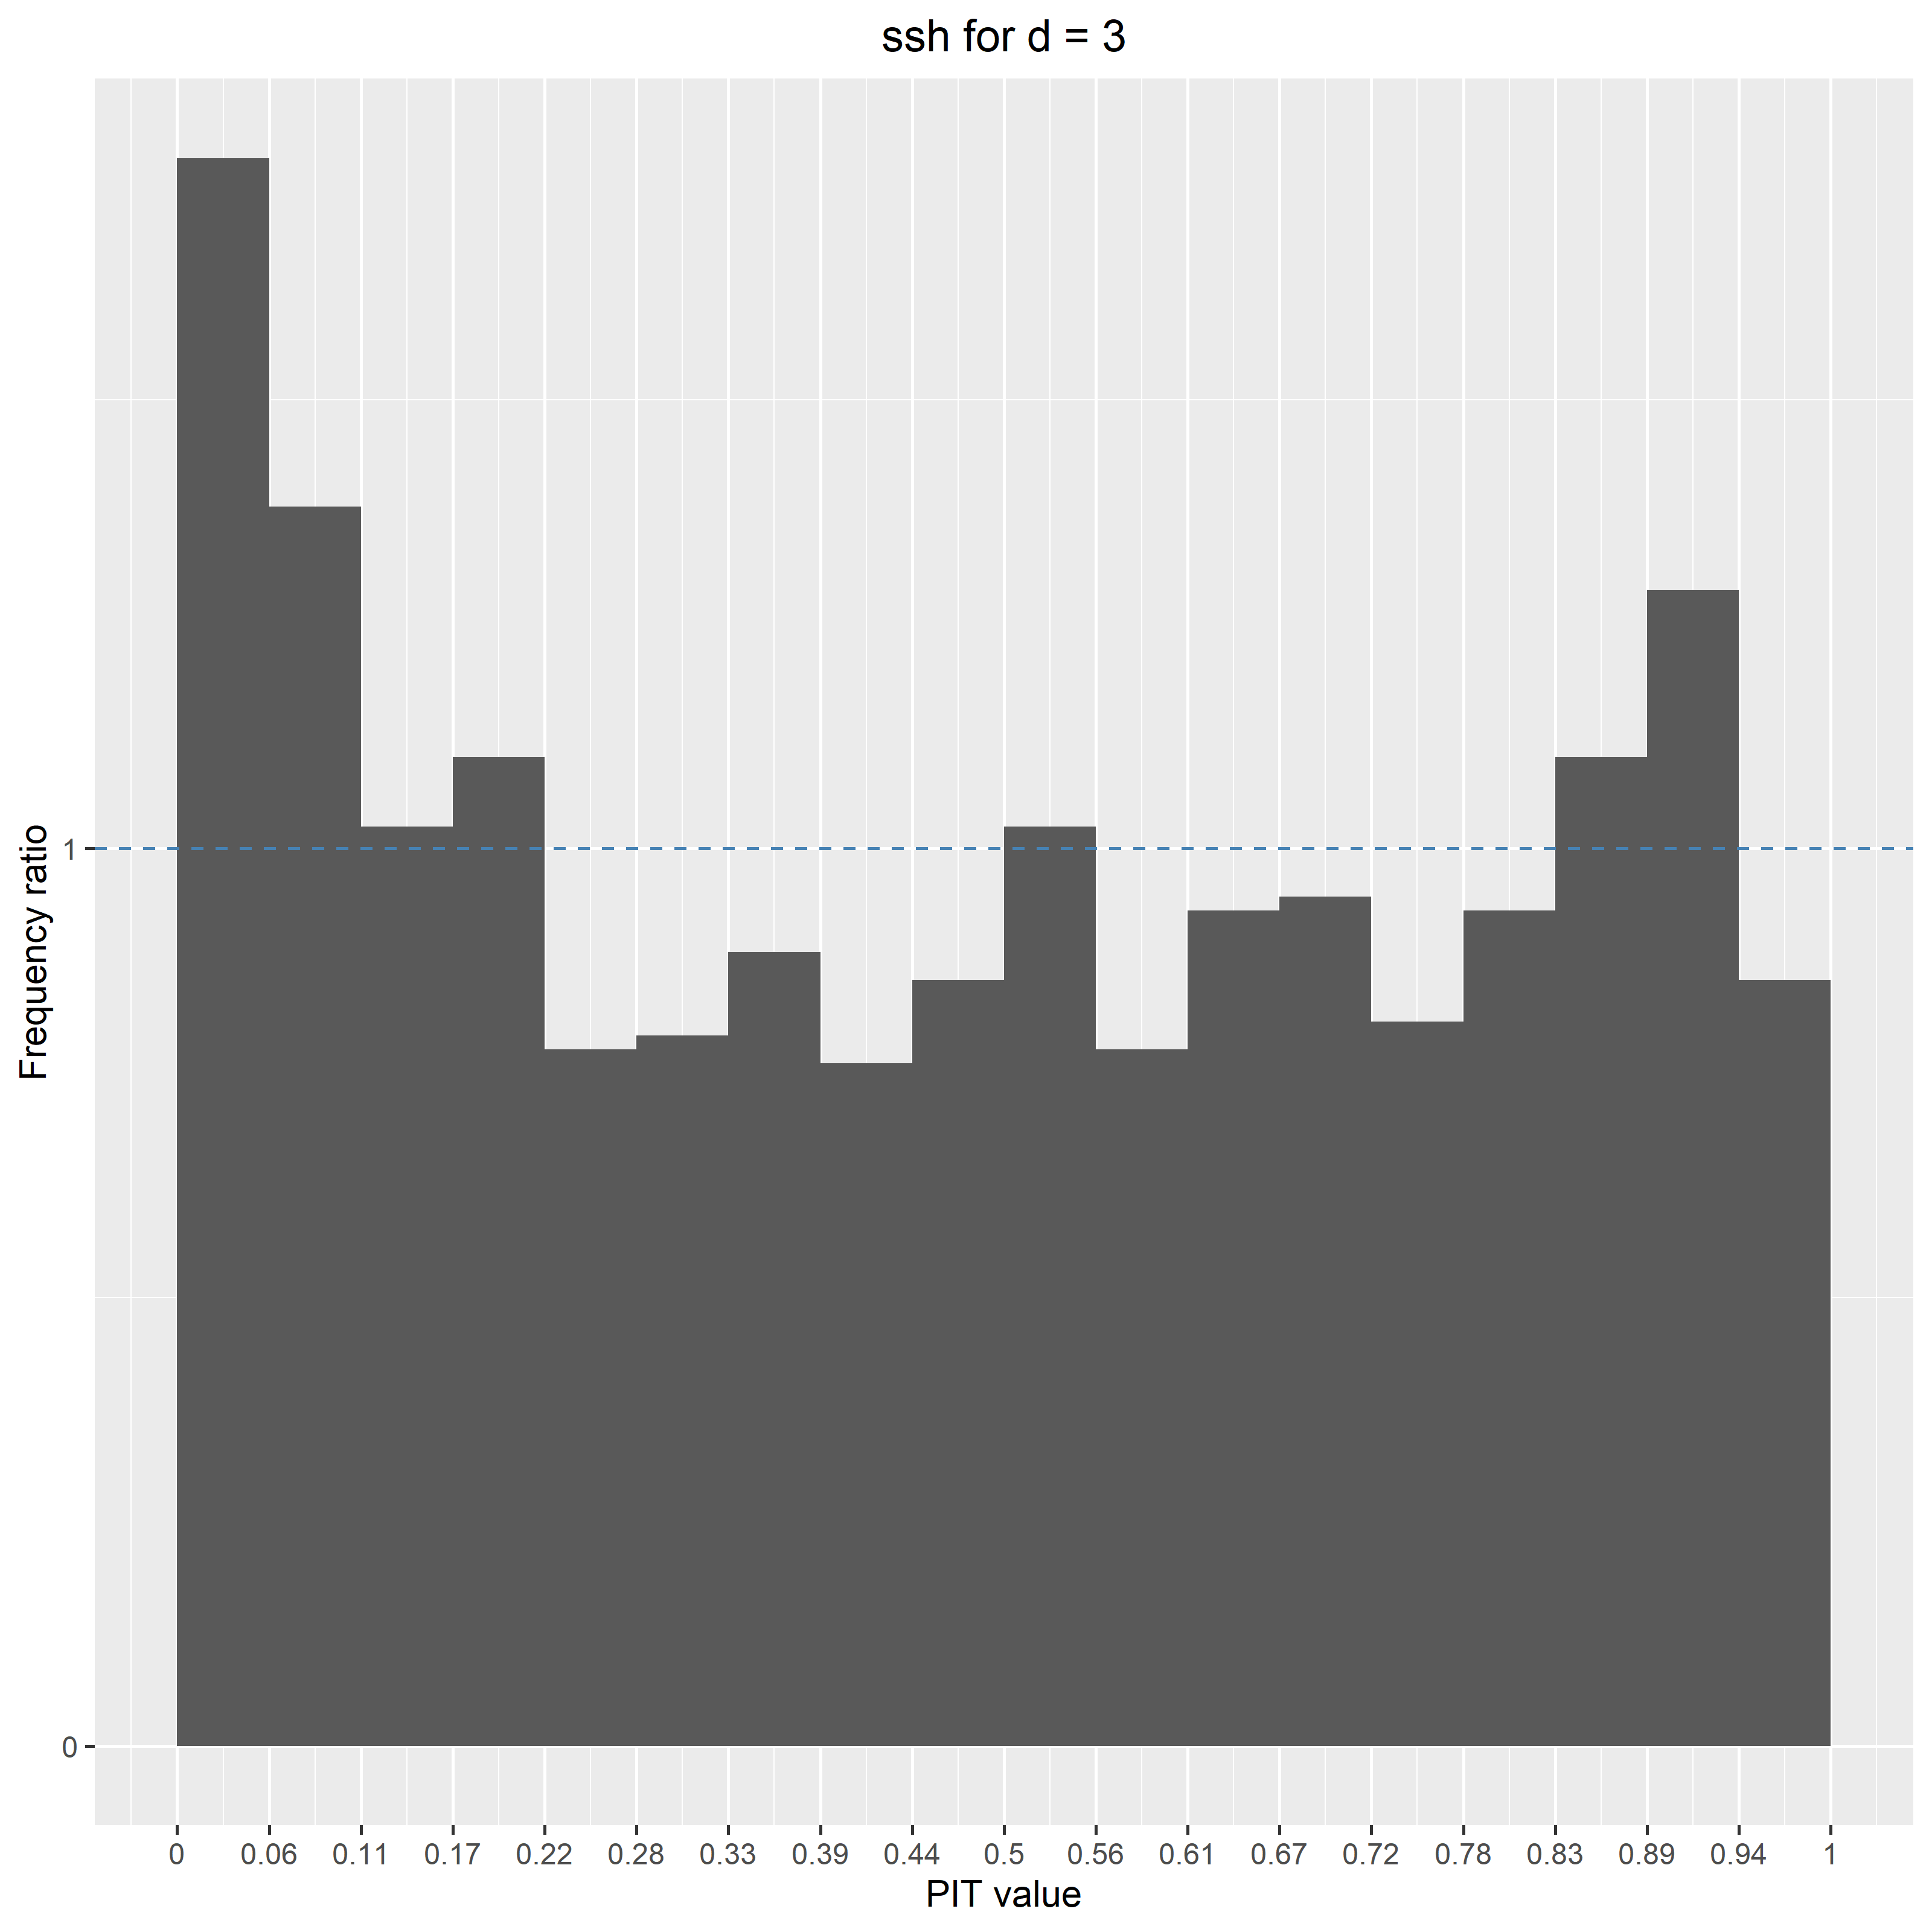 ssh for d = 3
Frequency ratio
1
0
0 0.06 0.11 0.17 0.22 0.28 0.33 0.39 0.44 0.5 0.56 0.61 0.67 0.72 0.78 0.83 0.89 0.94 1
PIT value